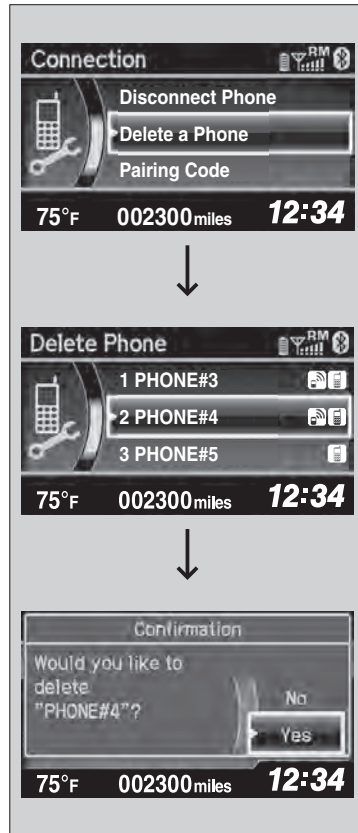 Connection RM
Disconnect Phone
Delete a Phone
Pairing Code
75°F 002300 miles 12:34
Delete Phone RM
1 PHONE#3
2 PHONE#4
3 PHONE#5
75°F 002300 miles 12:34
Confirmation
Would you like to
delete
"PHONE#4"?
No
Yes
75°F 002300 miles 12:34